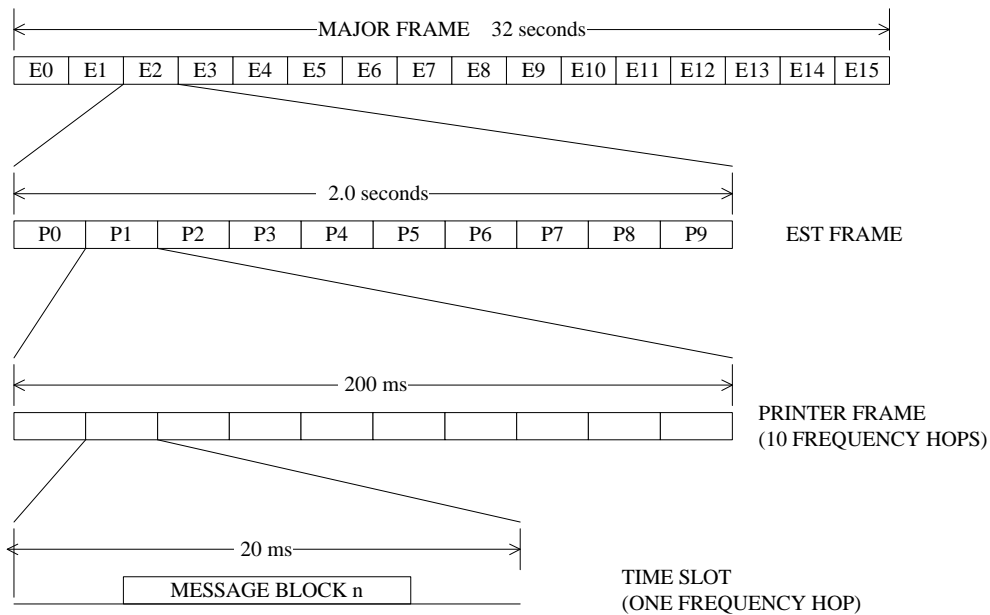 MAJOR FRAME 32 seconds
E0 E1 E2 E3 E4 E5 E6 E7 E8 E9 E10 E11 E12 E13 E14 E15
2.0 seconds
P0 P1 P2 P3 P4 P5 P6 P7 P8 P9 EST FRAME
200 ms
PRINTER FRAME
(10 FREQUENCY HOPS)
20 ms
MESSAGE BLOCK n
TIME SLOT
(ONE FREQUENCY HOP)